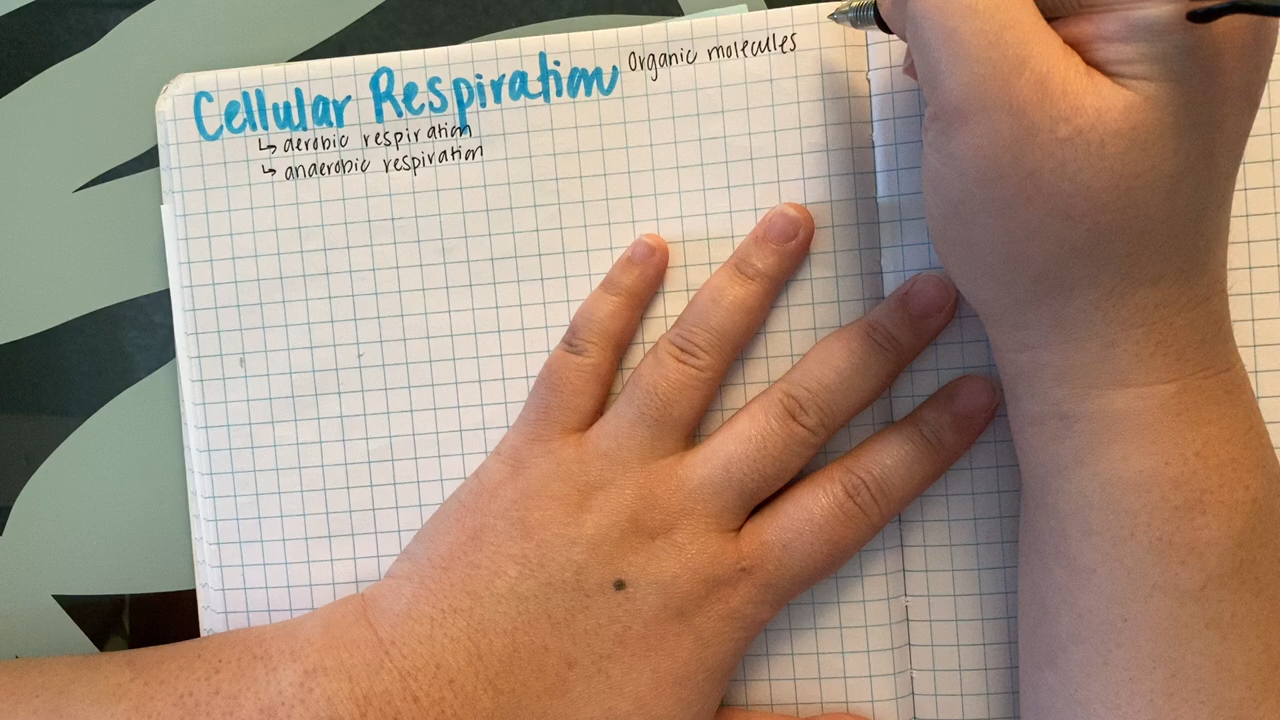 Cellular Respiration Organic molecules
↳ aerobic respiration
↳ anaerobic respiration